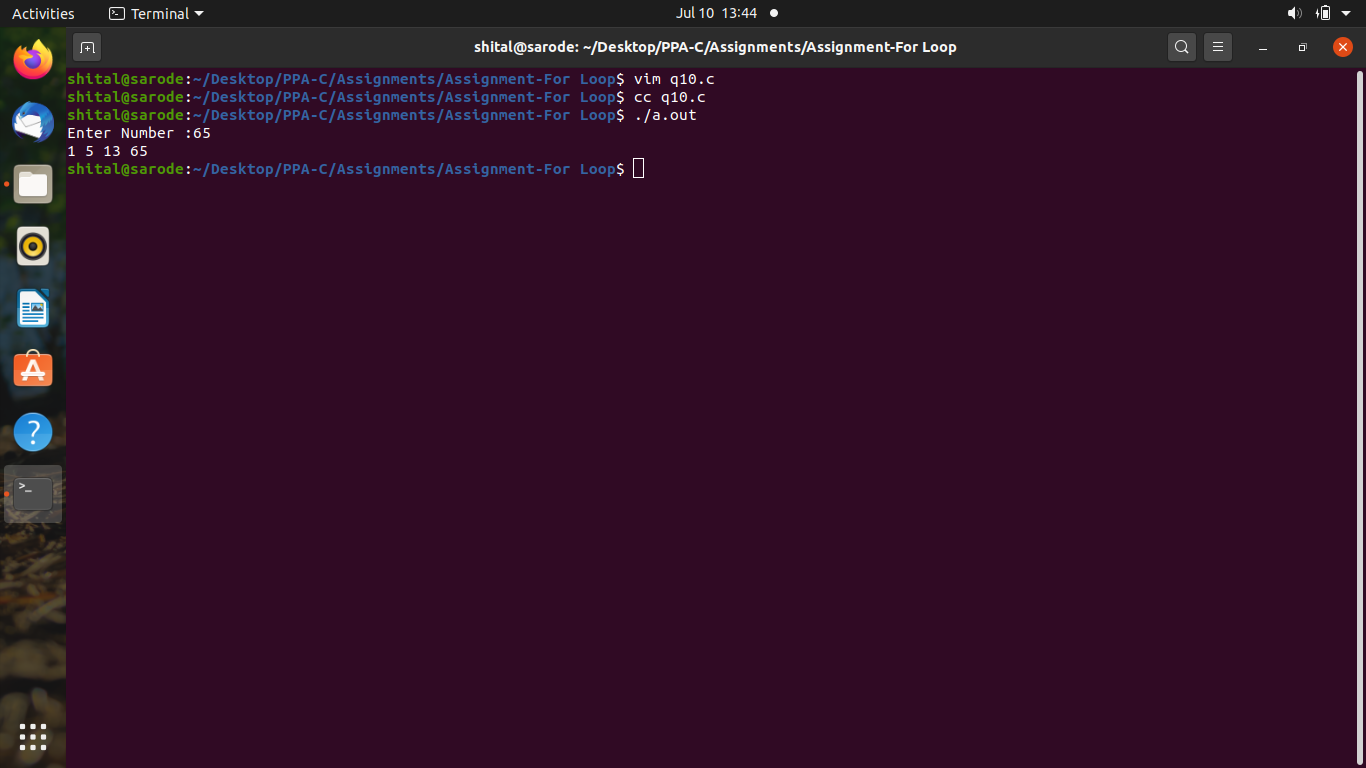 Activities Terminal Jul 10 13:44
shital@sarode: ~/Desktop/PPA-C/Assignments/Assignment-For Loop
shital@sarode:~/Desktop/PPA-C/Assignments/Assignment-For Loop$ vim q10.c
shital@sarode:~/Desktop/PPA-C/Assignments/Assignment-For Loop$ cc q10.c
shital@sarode:~/Desktop/PPA-C/Assignments/Assignment-For Loop$ ./a.out
Enter Number :65
1 5 13 65
shital@sarode:~/Desktop/PPA-C/Assignments/Assignment-For Loop$